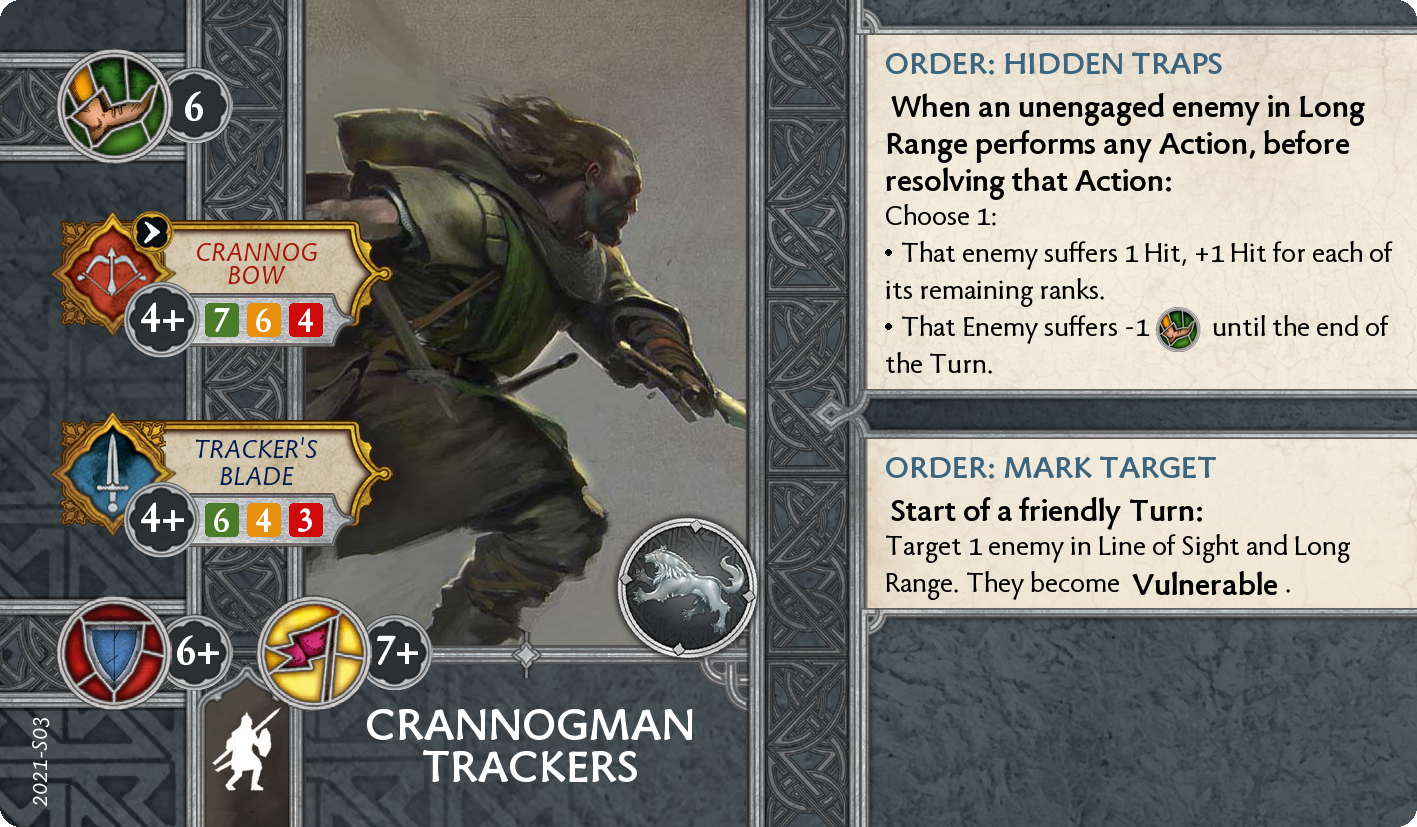 6
CRANNOG
BOW
4+
7 6 4
TRACKER'S
BLADE
4+
6 4 3
6+
7+
2021-S03
CRANNOGMAN
TRACKERS
ORDER: HIDDEN TRAPS
When an unengaged enemy in Long
Range performs any Action, before
resolving that Action:
Choose 1:
• That enemy suffers 1 Hit, +1 Hit for each of
its remaining ranks.
• That Enemy suffers -1 until the end of
the Turn.
ORDER: MARK TARGET
Start of a friendly Turn:
Target 1 enemy in Line of Sight and Long
Range. They become Vulnerable .